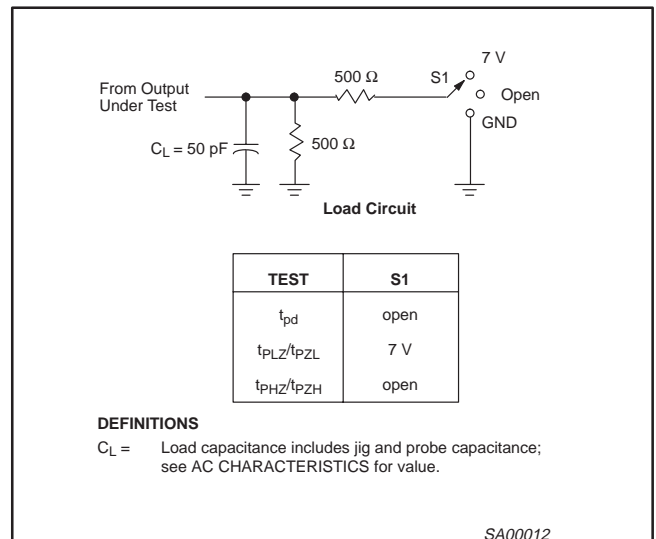 7 V
500 Ω
S1
From Output
Under Test
Open
GND
C_L = 50 pF
500 Ω
Load Circuit
TEST S1
t_pd open
t_PLZ/t_PZL 7 V
t_PHZ/t_PZH open
DEFINITIONS
C_L = Load capacitance includes jig and probe capacitance;
see AC CHARACTERISTICS for value.
SA00012